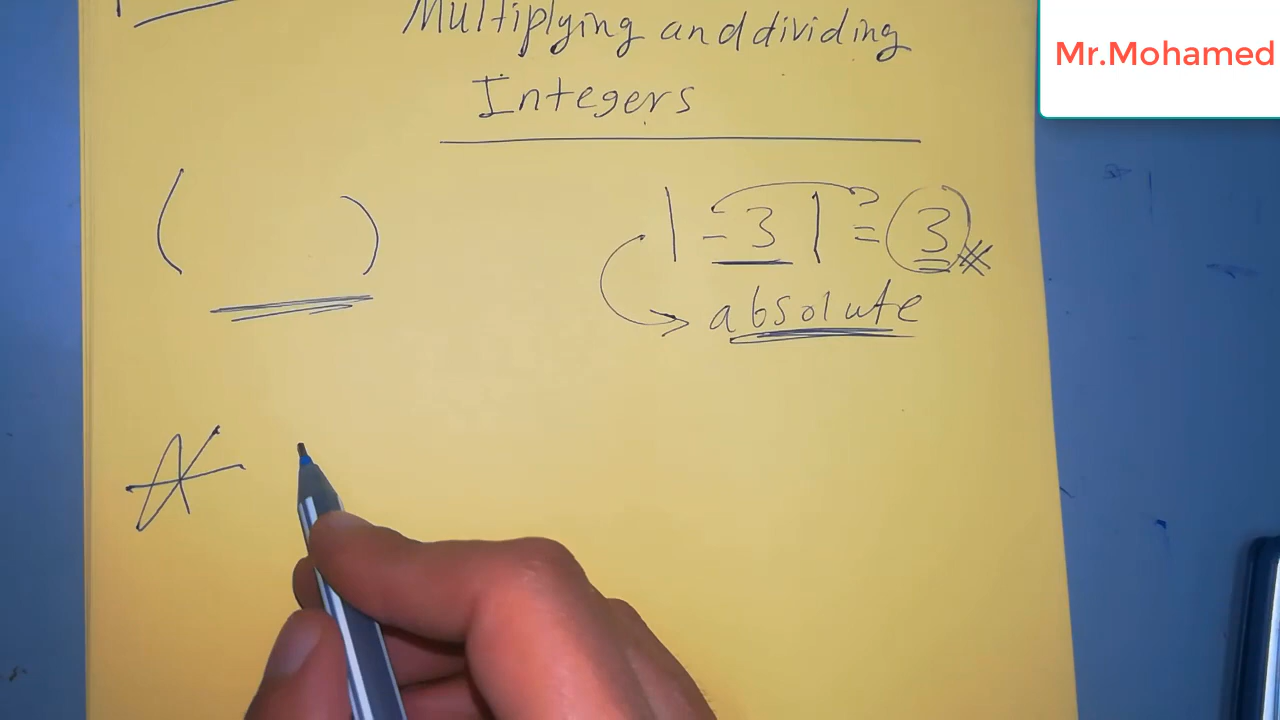 Multiplying and dividing
Mr.Mohamed
Integers
( )
|-3| = 3
absolute